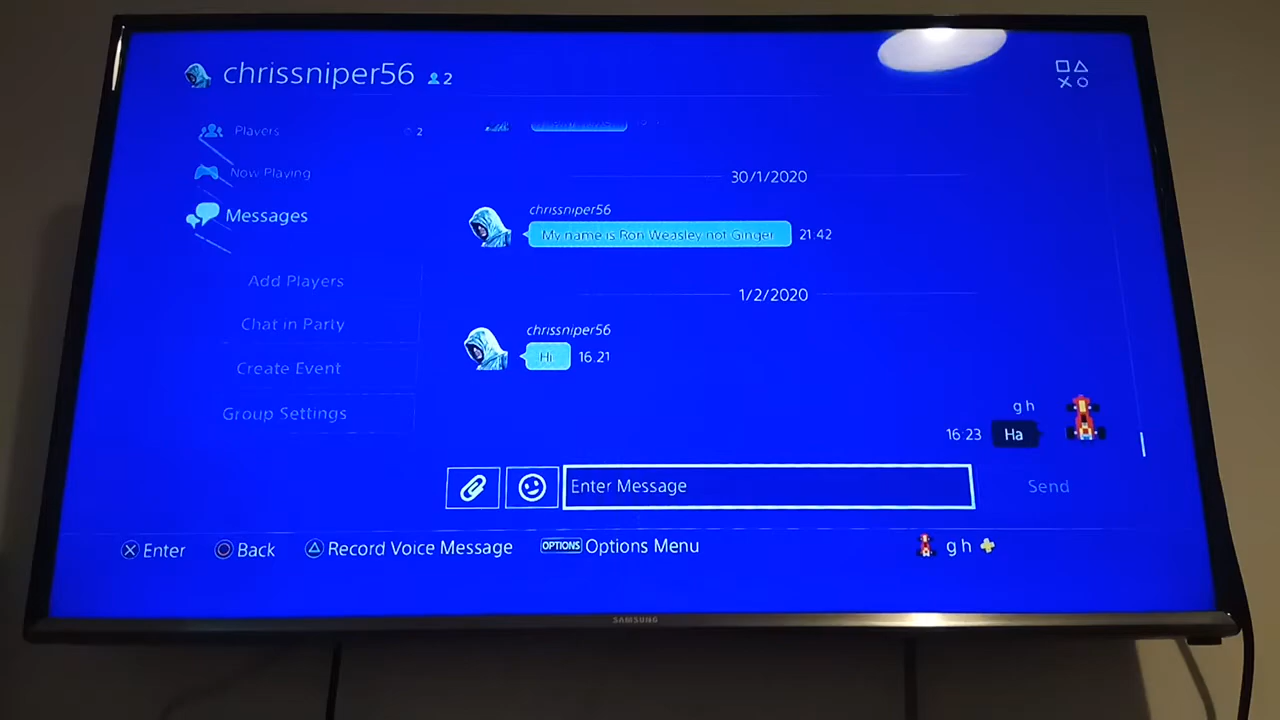 chrissniper56 2
Players 2
Now Playing
Messages
Add Players
Chat in Party
Create Event
Group Settings
30/1/2020
chrissniper56
My name is Ron Weasley not Ginger 21:42
1/2/2020
chrissniper56
Hi. 16.21
g h
16:23 Ha
Enter Message
Send
Enter Back Record Voice Message OPTIONS Options Menu g h
SAMSUNG